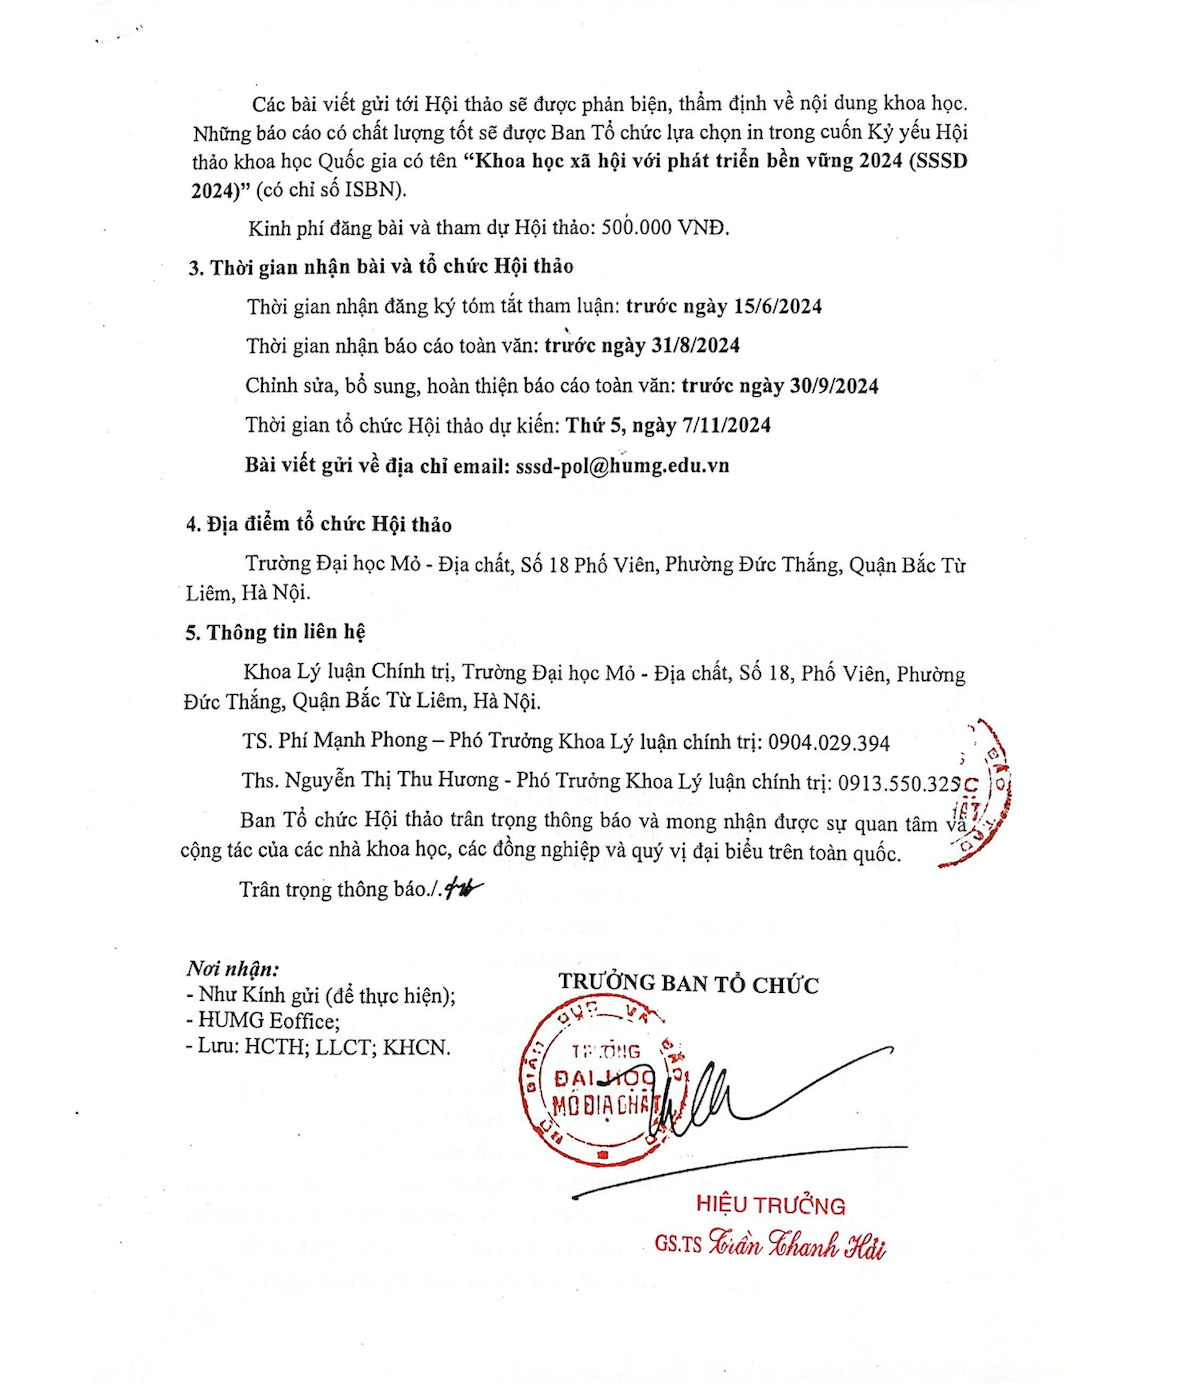 Các bài viết gửi tới Hội thảo sẽ được phản biện, thẩm định về nội dung khoa học.
Những báo cáo có chất lượng tốt sẽ được Ban Tổ chức lựa chọn in trong cuốn Kỷ yếu Hội
thảo khoa học Quốc gia có tên “Khoa học xã hội với phát triển bền vững 2024 (SSSD
2024)” (có chỉ số ISBN).
Kinh phí đăng bài và tham dự Hội thảo: 500.000 VNĐ.
3. Thời gian nhận bài và tổ chức Hội thảo
Thời gian nhận đăng ký tóm tắt tham luận: trước ngày 15/6/2024
Thời gian nhận báo cáo toàn văn: trước ngày 31/8/2024
Chỉnh sửa, bổ sung, hoàn thiện báo cáo toàn văn: trước ngày 30/9/2024
Thời gian tổ chức Hội thảo dự kiến: Thứ 5, ngày 7/11/2024
Bài viết gửi về địa chỉ email: sssd-pol@humg.edu.vn
4. Địa điểm tổ chức Hội thảo
Trường Đại học Mỏ - Địa chất, Số 18 Phố Viên, Phường Đức Thắng, Quận Bắc Từ
Liêm, Hà Nội.
5. Thông tin liên hệ
Khoa Lý luận Chính trị, Trường Đại học Mỏ - Địa chất, Số 18, Phố Viên, Phường
Đức Thắng, Quận Bắc Từ Liêm, Hà Nội.
TS. Phí Mạnh Phong – Phó Trưởng Khoa Lý luận chính trị: 0904.029.394
Ths. Nguyễn Thị Thu Hương - Phó Trưởng Khoa Lý luận chính trị: 0913.550.325
Ban Tổ chức Hội thảo trân trọng thông báo và mong nhận được sự quan tâm và
cộng tác của các nhà khoa học, các đồng nghiệp và quý vị đại biểu trên toàn quốc.
Trân trọng thông báo./.
Nơi nhận:
- Như Kính gửi (để thực hiện);
- HUMG Eoffice;
- Lưu: HCTH; LLCT; KHCN.
TRƯỞNG BAN TỔ CHỨC
BỘ GIÁO DỤC VÀ ĐÀO TẠO
TRƯỜNG
ĐẠI HỌC
MỎ ĐỊA CHẤT
HIỆU TRƯỞNG
GS.TS Trần Thanh Hải